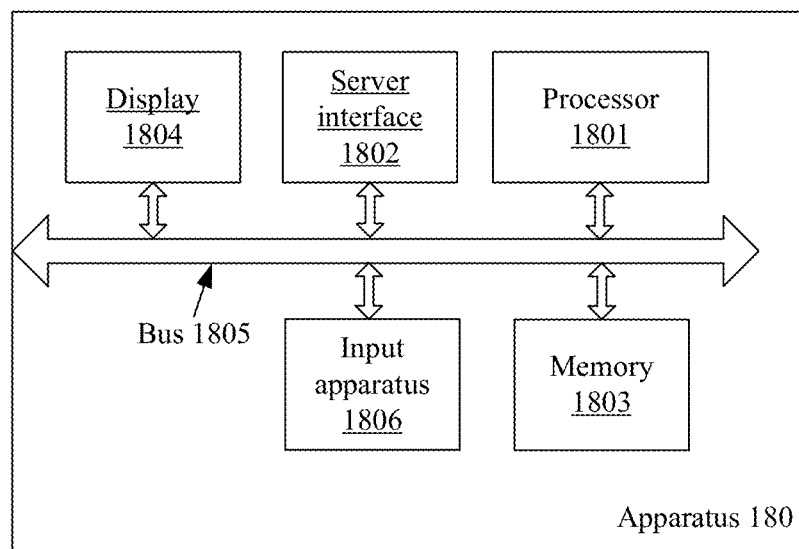 Display
1804
Server
interface
1802
Processor
1801
Bus 1805
Input
apparatus
1806
Memory
1803
Apparatus 180